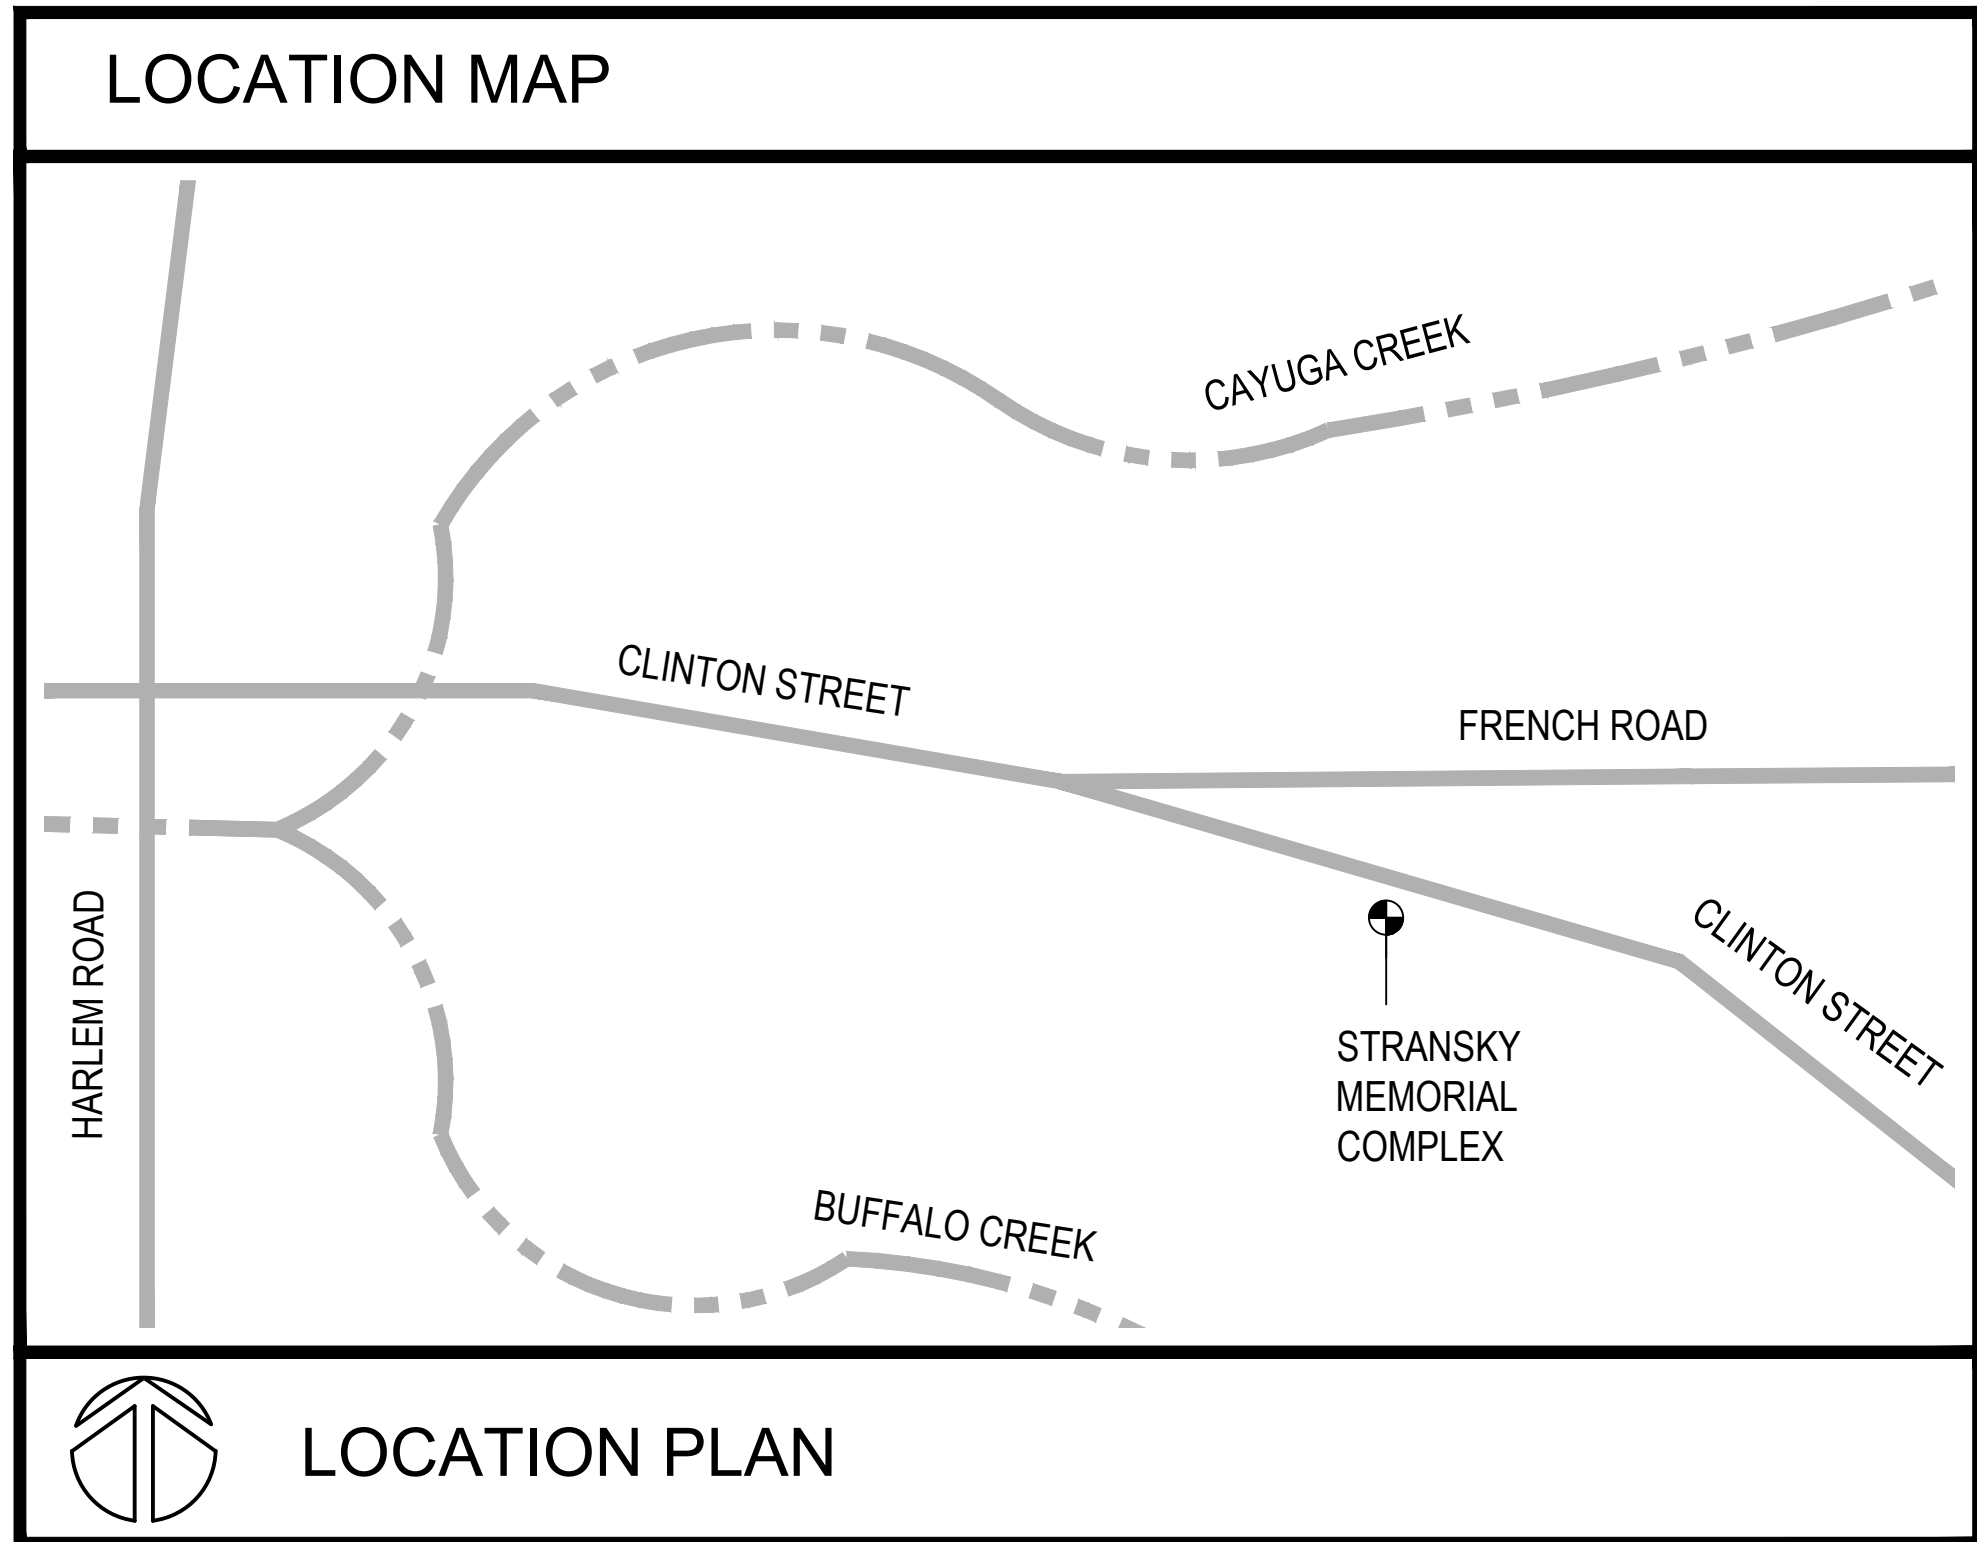 LOCATION MAP
CAYUGA CREEK
CLINTON STREET
FRENCH ROAD
HARLEM ROAD
CLINTON STREET
STRANSKY
MEMORIAL
COMPLEX
BUFFALO CREEK
LOCATION PLAN